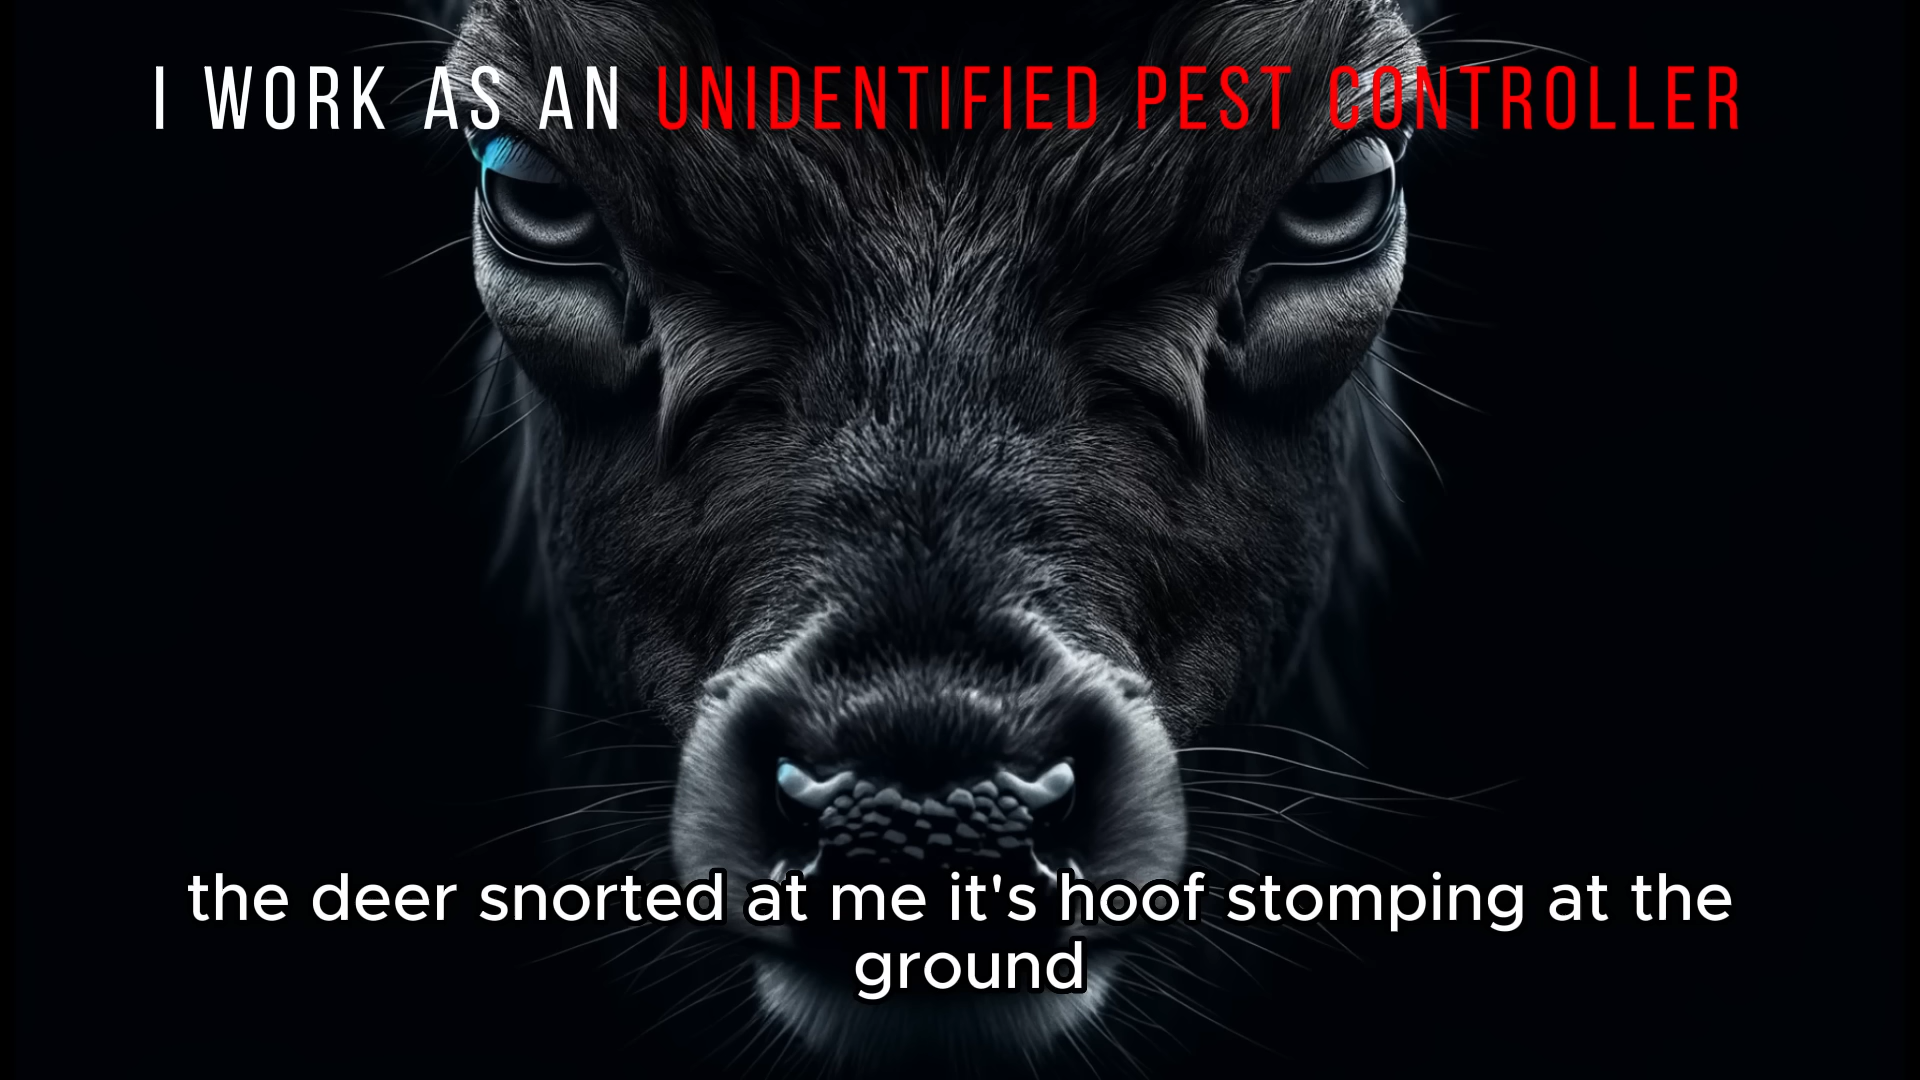 I WORK AS AN UNIDENTIFIED PEST CONTROLLER
the deer snorted at me it's hoof stomping at the
ground